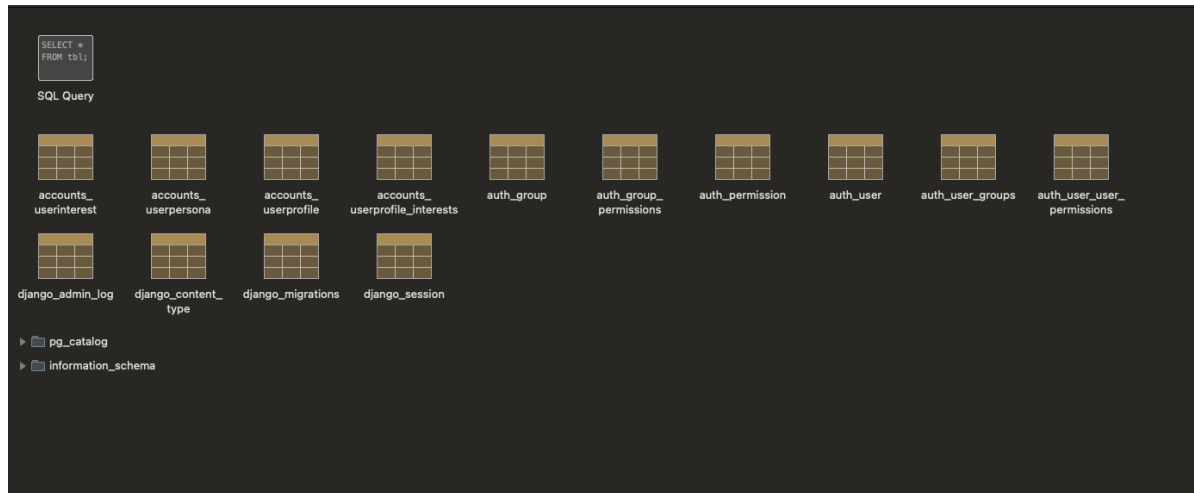 SELECT *
FROM tbl;
SQL Query
accounts_
userinterest
accounts_
userpersona
accounts_
userprofile
accounts_
userprofile_interests
auth_group
auth_group_
permissions
auth_permission
auth_user
auth_user_groups
auth_user_user_
permissions
django_admin_log
django_content_
type
django_migrations
django_session
pg_catalog
information_schema